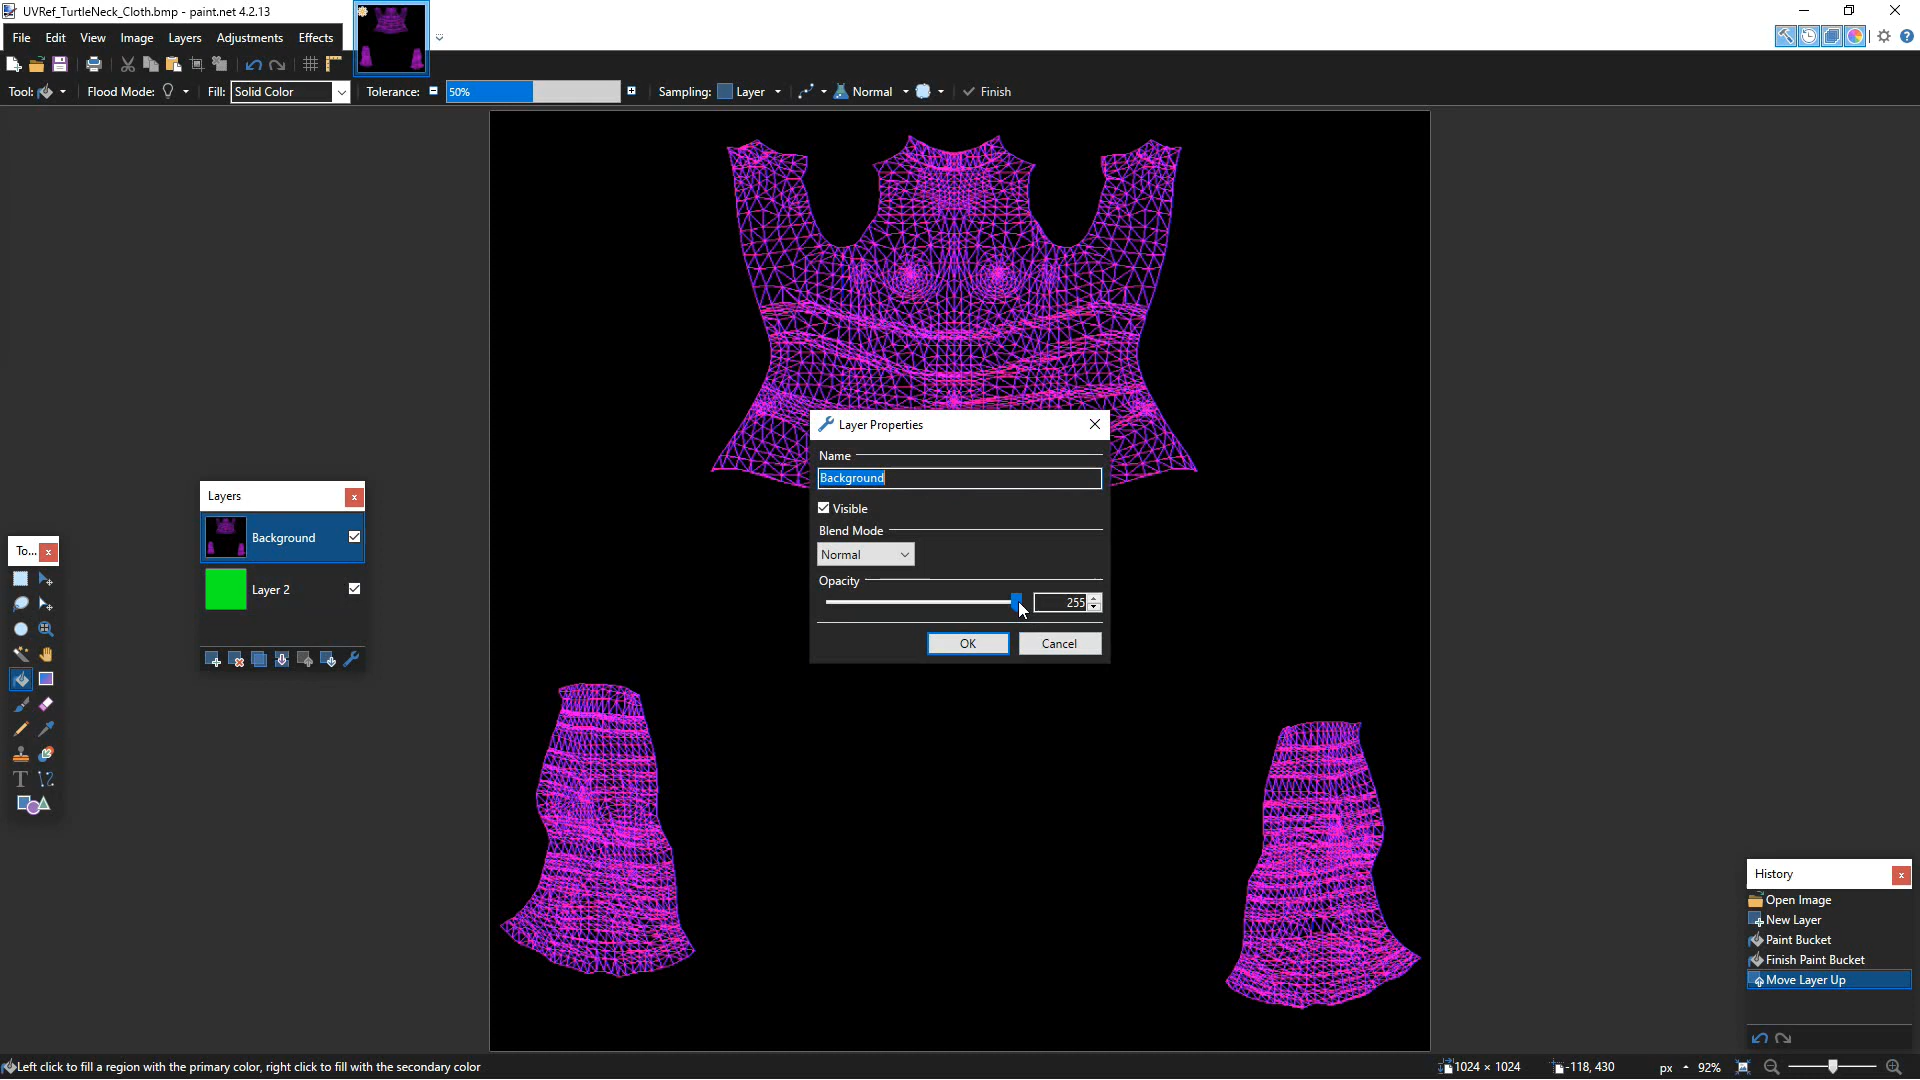 UVRef_TurtleNeck_Cloth.bmp - paint.net 4.2.13
File Edit View Image Layers Adjustments Effects
Tool: Flood Mode: Fill: Solid Color Tolerance: 50% Sampling: Layer Normal Finish
Layer Properties
Name
Background
Visible
Blend Mode
Normal
Opacity
255
OK Cancel
Layers
Background
Layer 2
To...
History
Open Image
New Layer
Paint Bucket
Finish Paint Bucket
Move Layer Up
Left click to fill a region with the primary color, right click to fill with the secondary color
1024 × 1024 -118, 430 px 92%